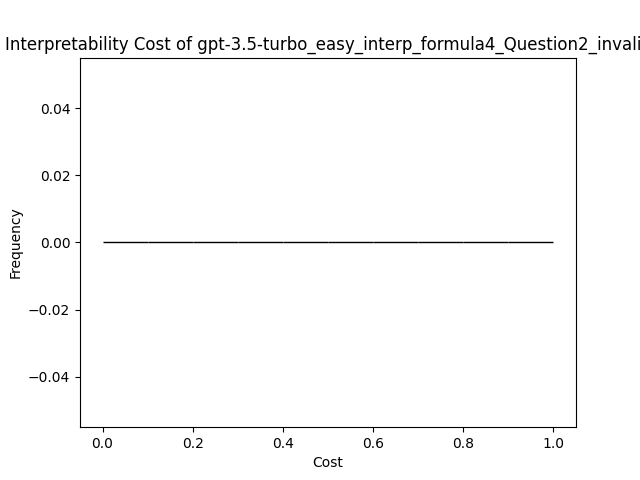 Interpretability Cost of gpt-3.5-turbo_easy_interp_formula4_Question2_invali
0.04
0.02
0.00
−0.02
−0.04
Frequency
0.0 0.2 0.4 0.6 0.8 1.0
Cost